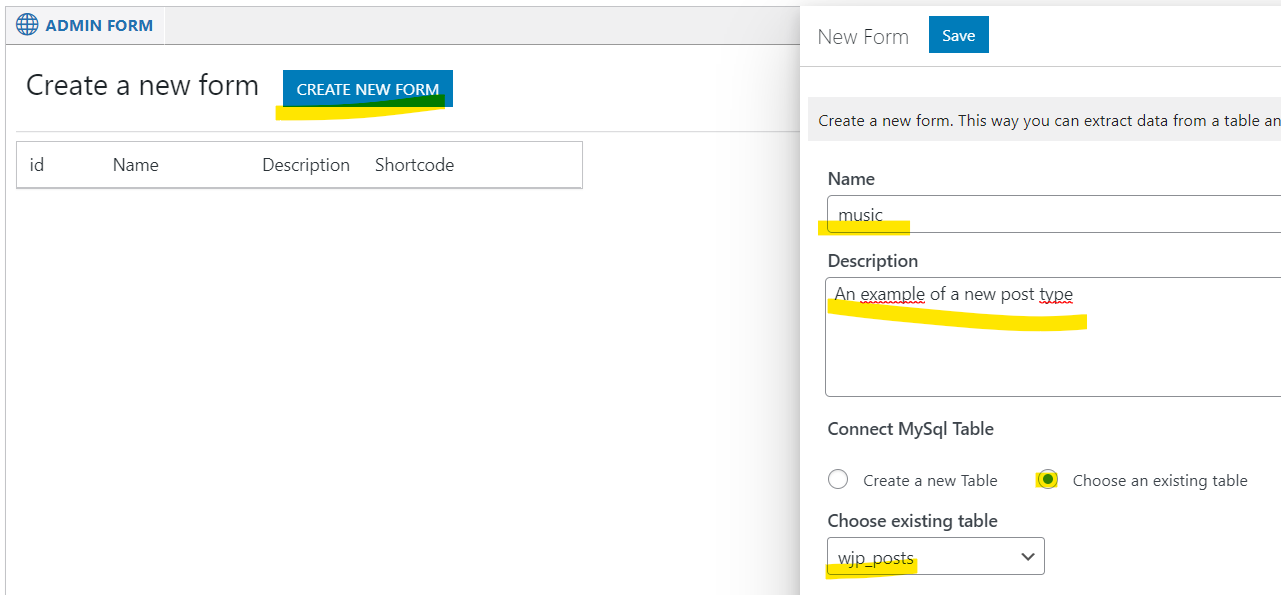 ADMIN FORM
Create a new form
CREATE NEW FORM
id Name Description Shortcode
New Form
Save
Create a new form. This way you can extract data from a table an
Name
music
Description
An example of a new post type
Connect MySql Table
Create a new Table
Choose an existing table
Choose existing table
wjp_posts